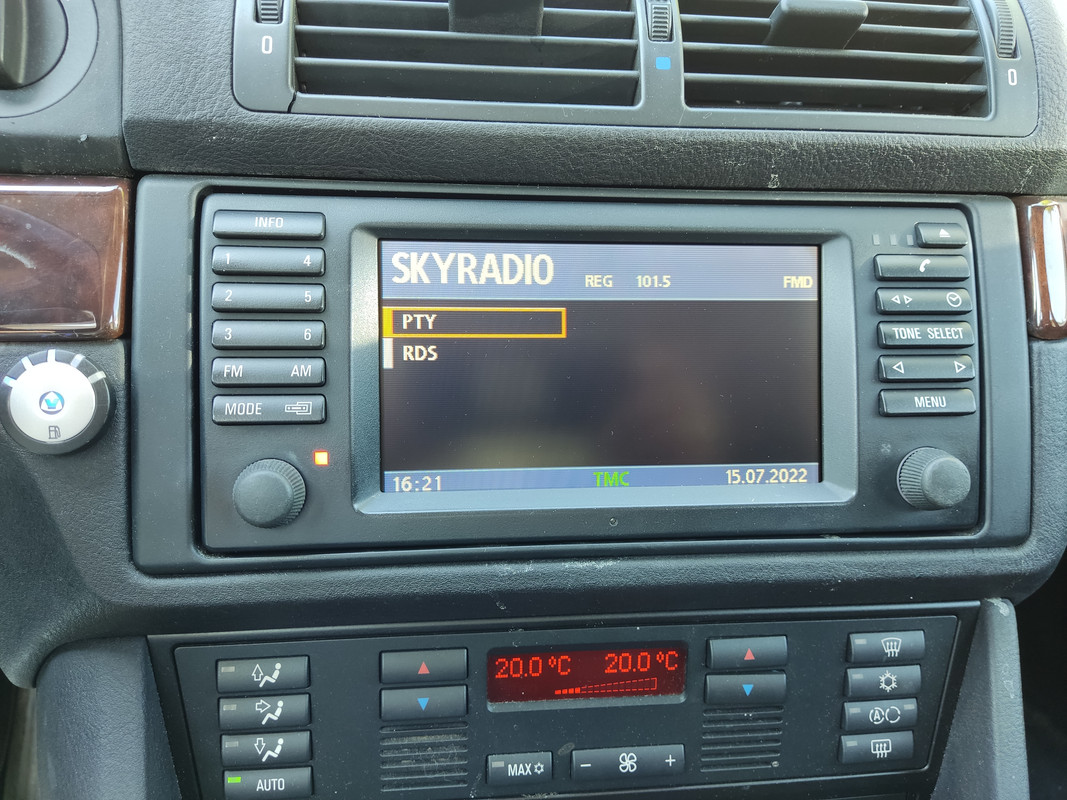 0
0
INFO
1 4
2 5
3 6
FM AM
MODE
SKYRADIO REG 101.5 FMD
PTY
RDS
16:21 TMC 15.07.2022
TONE SELECT
MENU
20.0°C 20.0°C
A
AUTO
MAX
- +